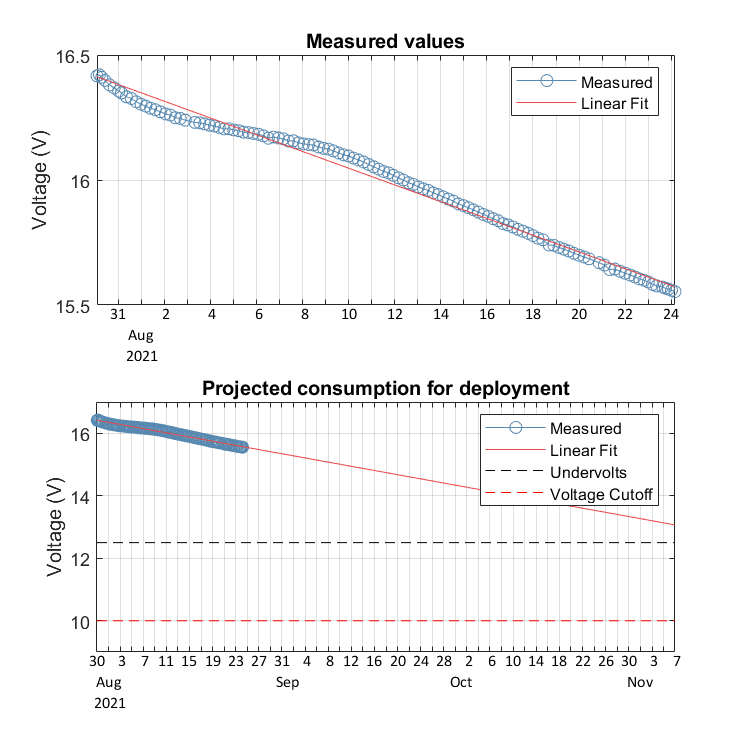 Measured values
16.5
16
15.5
Voltage (V)
Measured
Linear Fit
31 2 4 6 8 10 12 14 16 18 20 22 24
Aug
2021
Projected consumption for deployment
16
14
12
10
Voltage (V)
Measured
Linear Fit
Undervolts
Voltage Cutoff
30 3 7 11 15 19 23 27 31 4 8 12 16 20 24 28 2 6 10 14 18 22 26 30 3 7
Aug Sep Oct Nov
2021